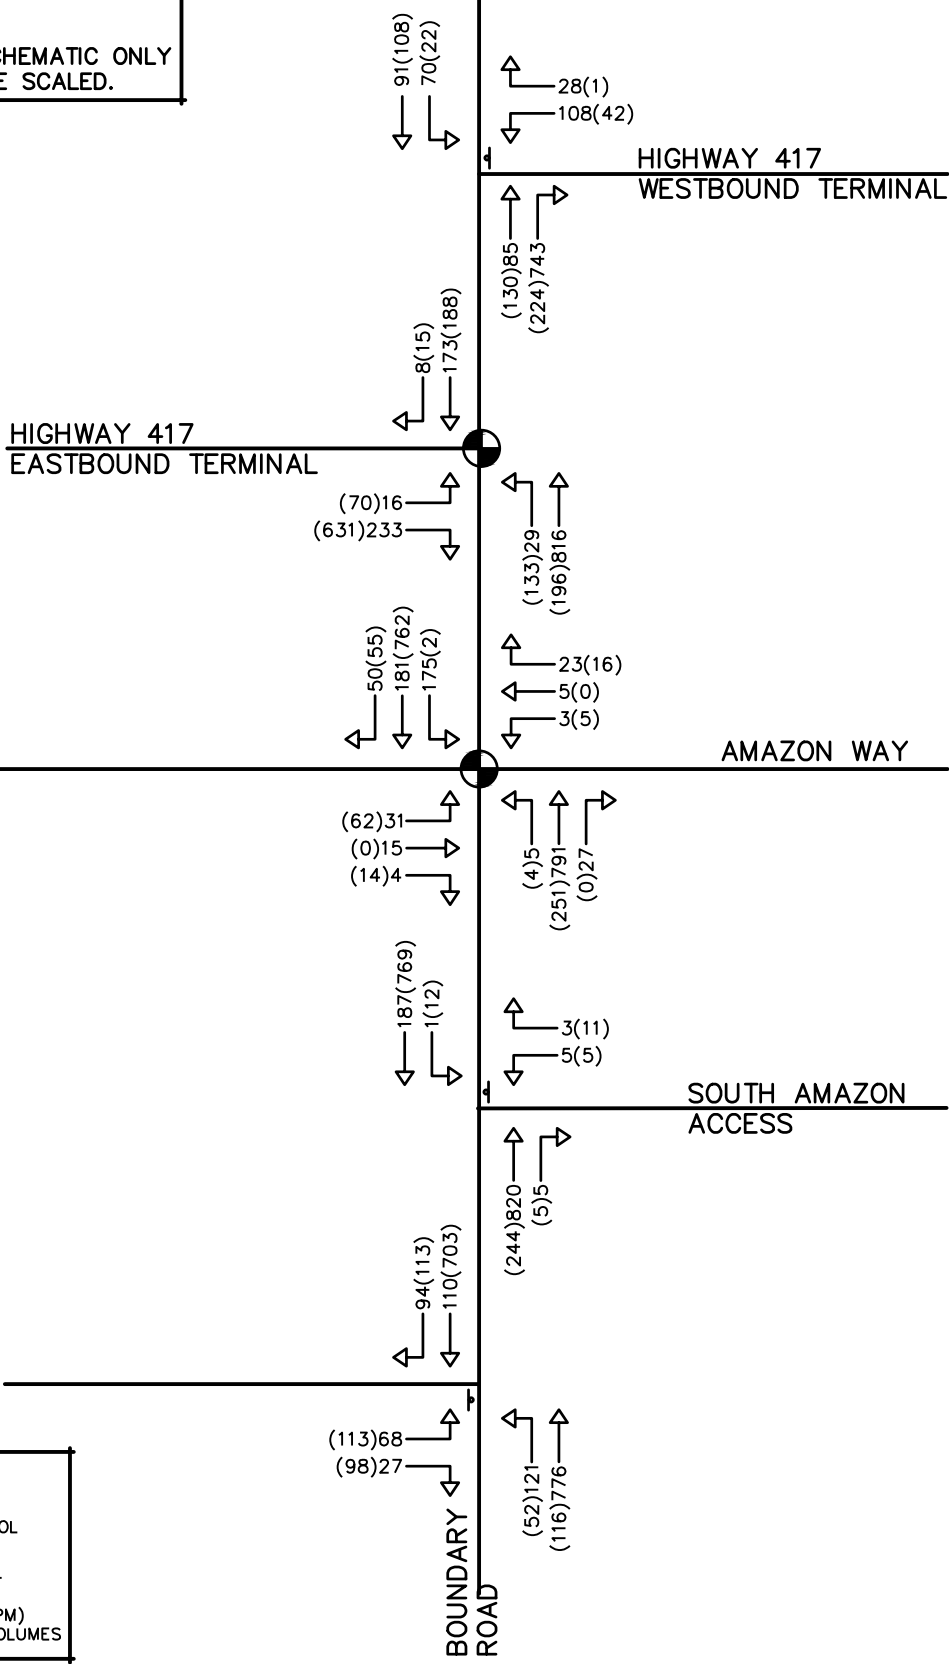 SCHEMATIC ONLY
SCALED.
91(108)
70(22)
28(1)
108(42)
HIGHWAY 417
WESTBOUND TERMINAL
(130)85
(224)743
8(15)
173(188)
HIGHWAY 417
EASTBOUND TERMINAL
(70)16
(631)233
(133)29
(196)816
50(55)
181(762)
175(2)
23(16)
5(0)
3(5)
AMAZON WAY
(62)31
(0)15
(14)4
(4)5
(251)791
(0)27
187(769)
1(12)
3(11)
5(5)
SOUTH AMAZON
ACCESS
(244)820
(5)5
94(113)
110(703)
(113)68
(98)27
(52)121
(116)776
BOUNDARY
ROAD
PM)
VOLUMES